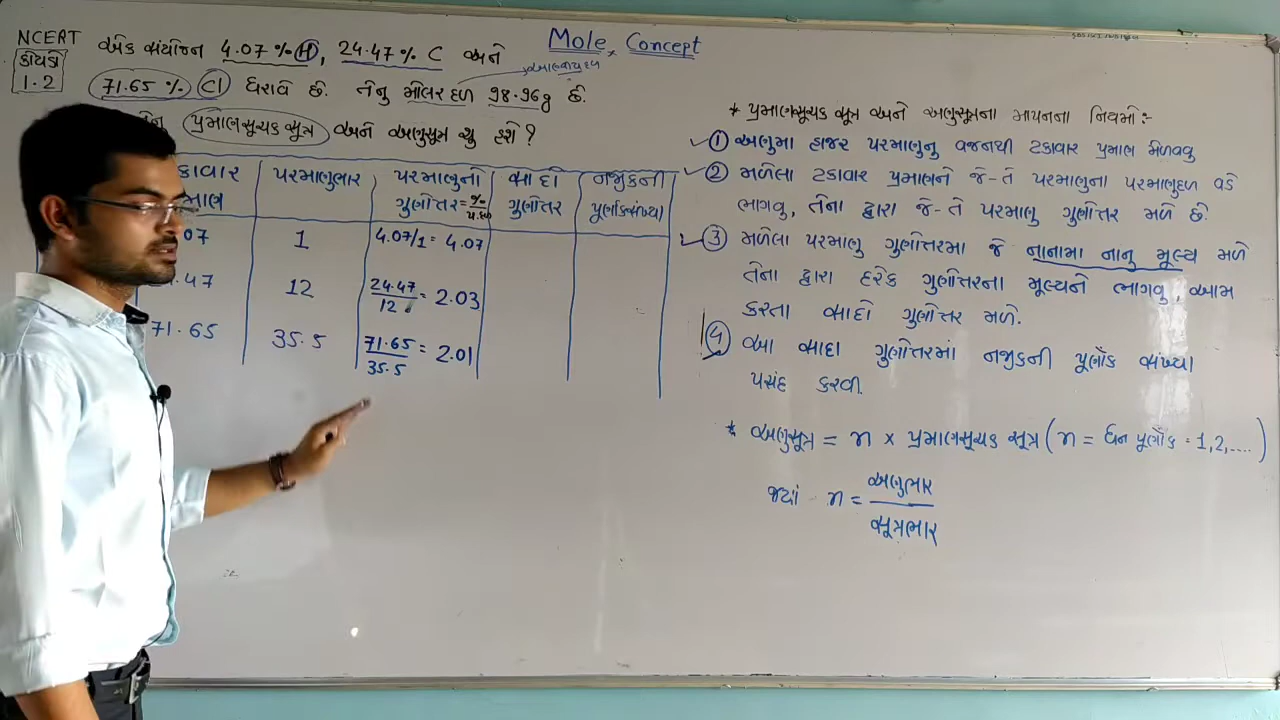 Mole Concept
NCERT
કોયડો
1.2
એક સંયોજન 4.07 % H, 24.47 % C અને
આણ્વીયદળ
71.65 % Cl ધરાવે છે. તેનુ મોલર દળ 98.96g છે.
પ્રમાણસૂચક સૂત્ર અને અણુસૂત્ર શુ હશે ?
પરમાણુભાર
પરમાણુનો
ગુણોત્તર = %
સાદો
ગુણોત્તર
નજીકની
પૂર્ણાંકસંખ્યા
07 1 4.07/1 = 4.07
.47 12 24.47/12 = 2.03
71.65 35.5 71.65/35.5 = 2.01
* પ્રમાણસૂચક સૂત્ર અને અણુસૂત્રના માપનના નિયમો:-
① અણુમા હાજર પરમાણુનુ વજનથી ટકાવાર પ્રમાણ મેળવવુ
② મળેલા ટકાવાર પ્રમાણને જે-તે પરમાણુના પરમાણુદળ વડે
ભાગવુ, તેના દ્વારા જે-તે પરમાણુ ગુણોત્તર મળે છે.
③ મળેલા પરમાણુ ગુણોત્તરમા જે નાનામા નાનુ મૂલ્ય મળે
તેના દ્વારા દરેક ગુણોત્તરના મૂલ્યને ભાગવુ, આમ
કરતા સાદો ગુણોત્તર મળે.
④ આ સાદા ગુણોત્તરમાં નજીકની પૂર્ણાંક સંખ્યા
પસંદ કરવી.
* અણુસૂત્ર = n x પ્રમાણસૂચક સૂત્ર (n = ધન પૂર્ણાંક = 1,2,....)
જ્યાં n = અણુભાર
સૂત્રભાર